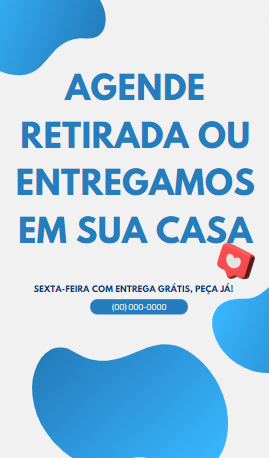 AGENDE
RETIRADA OU
ENTREGAMOS
EM SUA CASA
SEXTA-FEIRA COM ENTREGA GRÁTIS, PEÇA JÁ!
(00) 000-0000